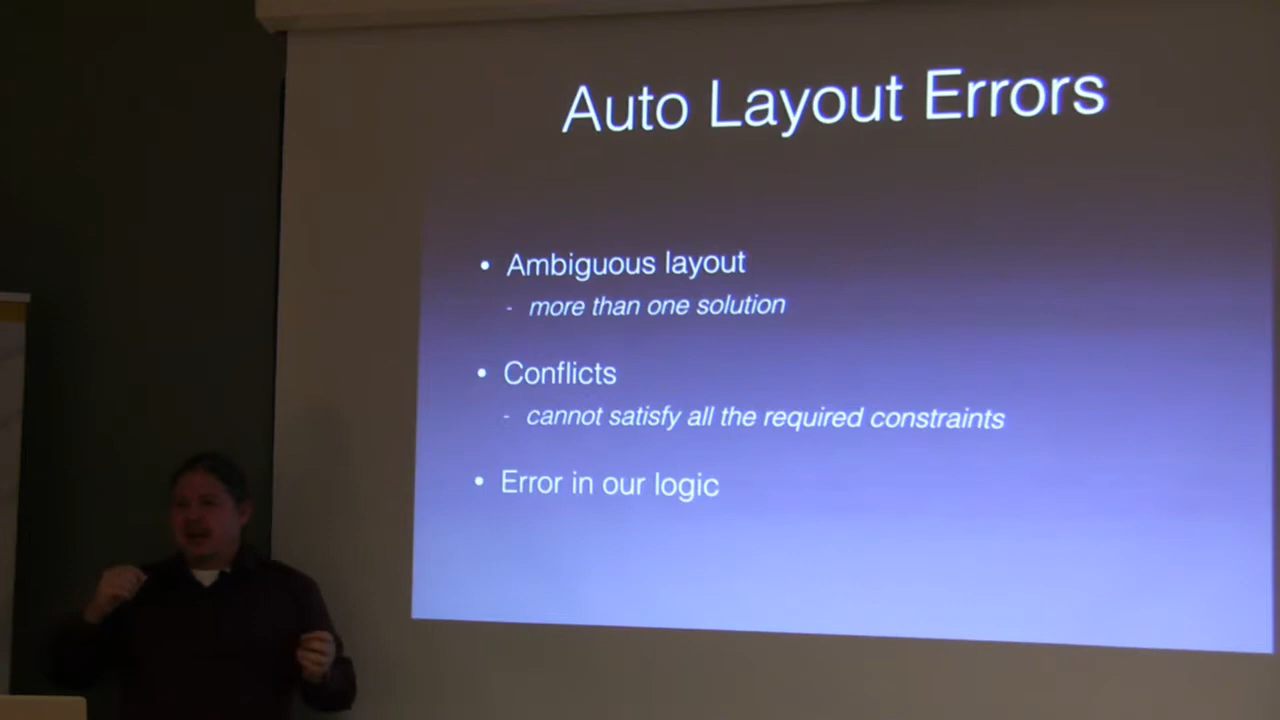 Auto Layout Errors
• Ambiguous layout
- more than one solution
• Conflicts
- cannot satisfy all the required constraints
• Error in our logic